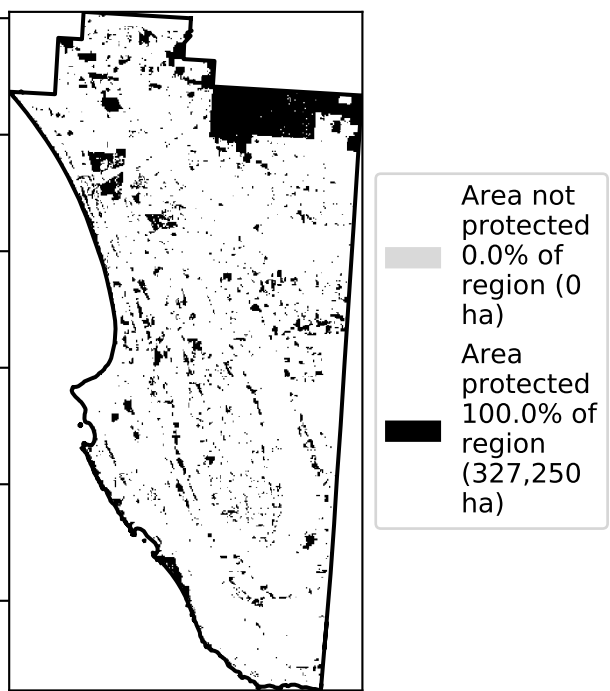 Area not
protected
0.0% of
region (0
ha)
Area
protected
100.0% of
region
(327,250
ha)